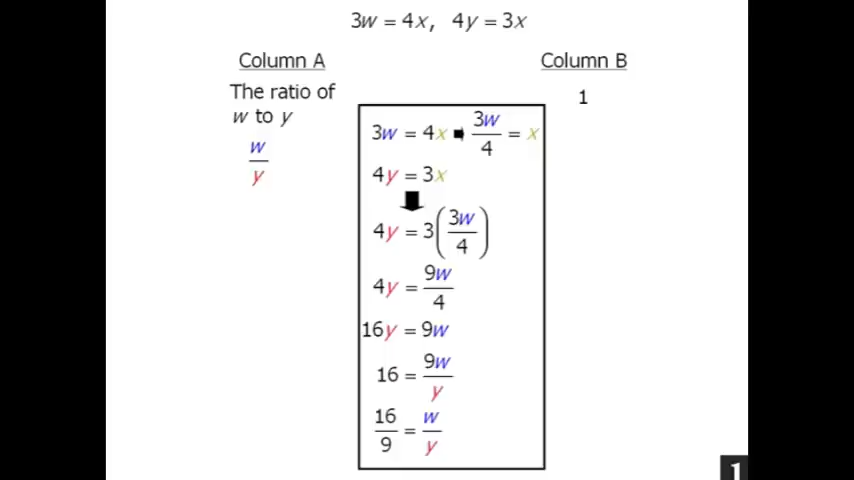 3w = 4x, 4y = 3x
Column A
Column B
The ratio of
w to y
w/y
1
3w = 4x ➡ 3w/4 = x
4y = 3x
4y = 3(3w/4)
4y = 9w/4
16y = 9w
16 = 9w/y
16/9 = w/y
1